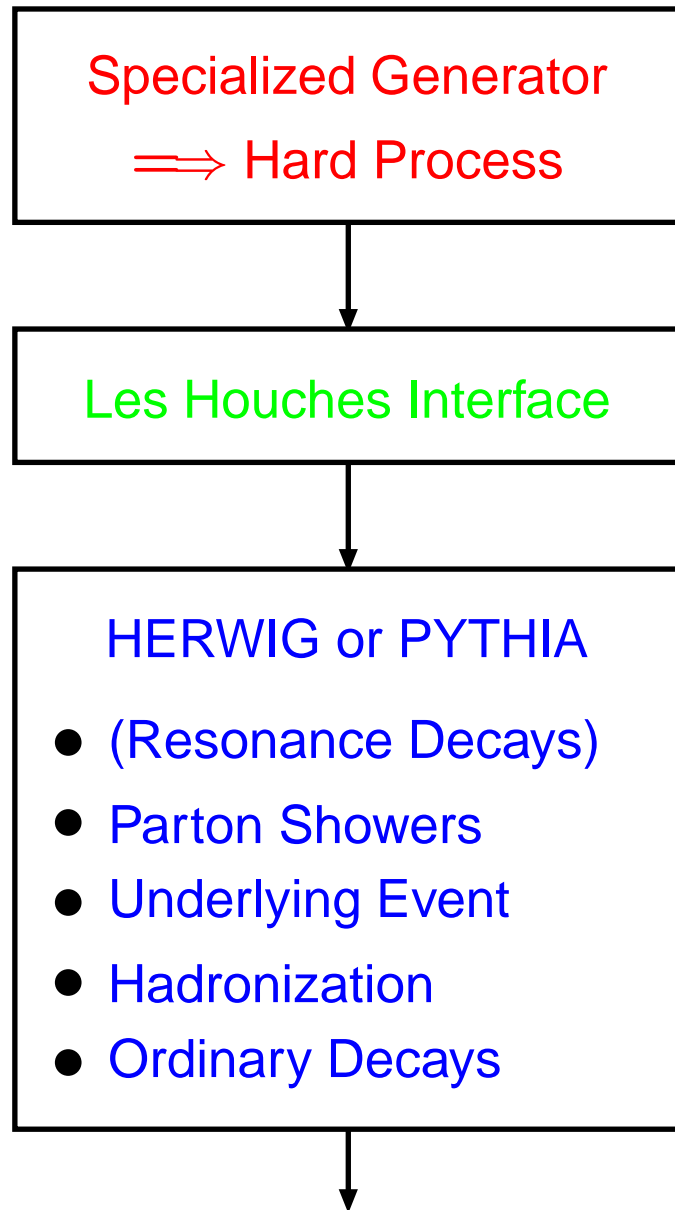 Specialized Generator
⟹ Hard Process
Les Houches Interface
HERWIG or PYTHIA
● (Resonance Decays)
● Parton Showers
● Underlying Event
● Hadronization
● Ordinary Decays